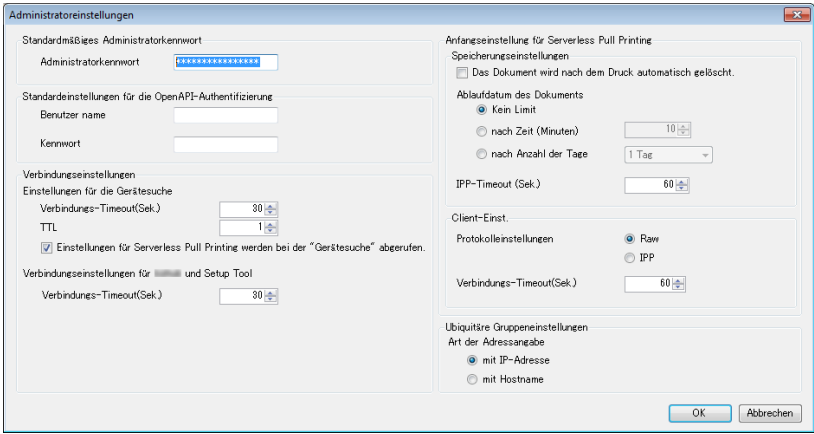 Administratoreinstellungen
Standardmäßiges Administratorkennwort
Administratorkennwort
****************
Standardeinstellungen für die OpenAPI-Authentifizierung
Benutzer name
Kennwort
Verbindungseinstellungen
Einstellungen für die Gerätesuche
Verbindungs-Timeout(Sek.) 30
TTL 1
Einstellungen für Serverless Pull Printing werden bei der "Gerätesuche" abgerufen.
Verbindungseinstellungen für und Setup Tool
Verbindungs-Timeout(Sek.) 30
Anfangseinstellung für Serverless Pull Printing
Speicherungseinstellungen
Das Dokument wird nach dem Druck automatisch gelöscht.
Ablaufdatum des Dokuments
Kein Limit
nach Zeit (Minuten) 10
nach Anzahl der Tage 1 Tag
IPP-Timeout (Sek.) 60
Client-Einst.
Protokolleinstellungen Raw
IPP
Verbindungs-Timeout(Sek.) 60
Ubiquitäre Gruppeneinstellungen
Art der Adressangabe
mit IP-Adresse
mit Hostname
OK Abbrechen